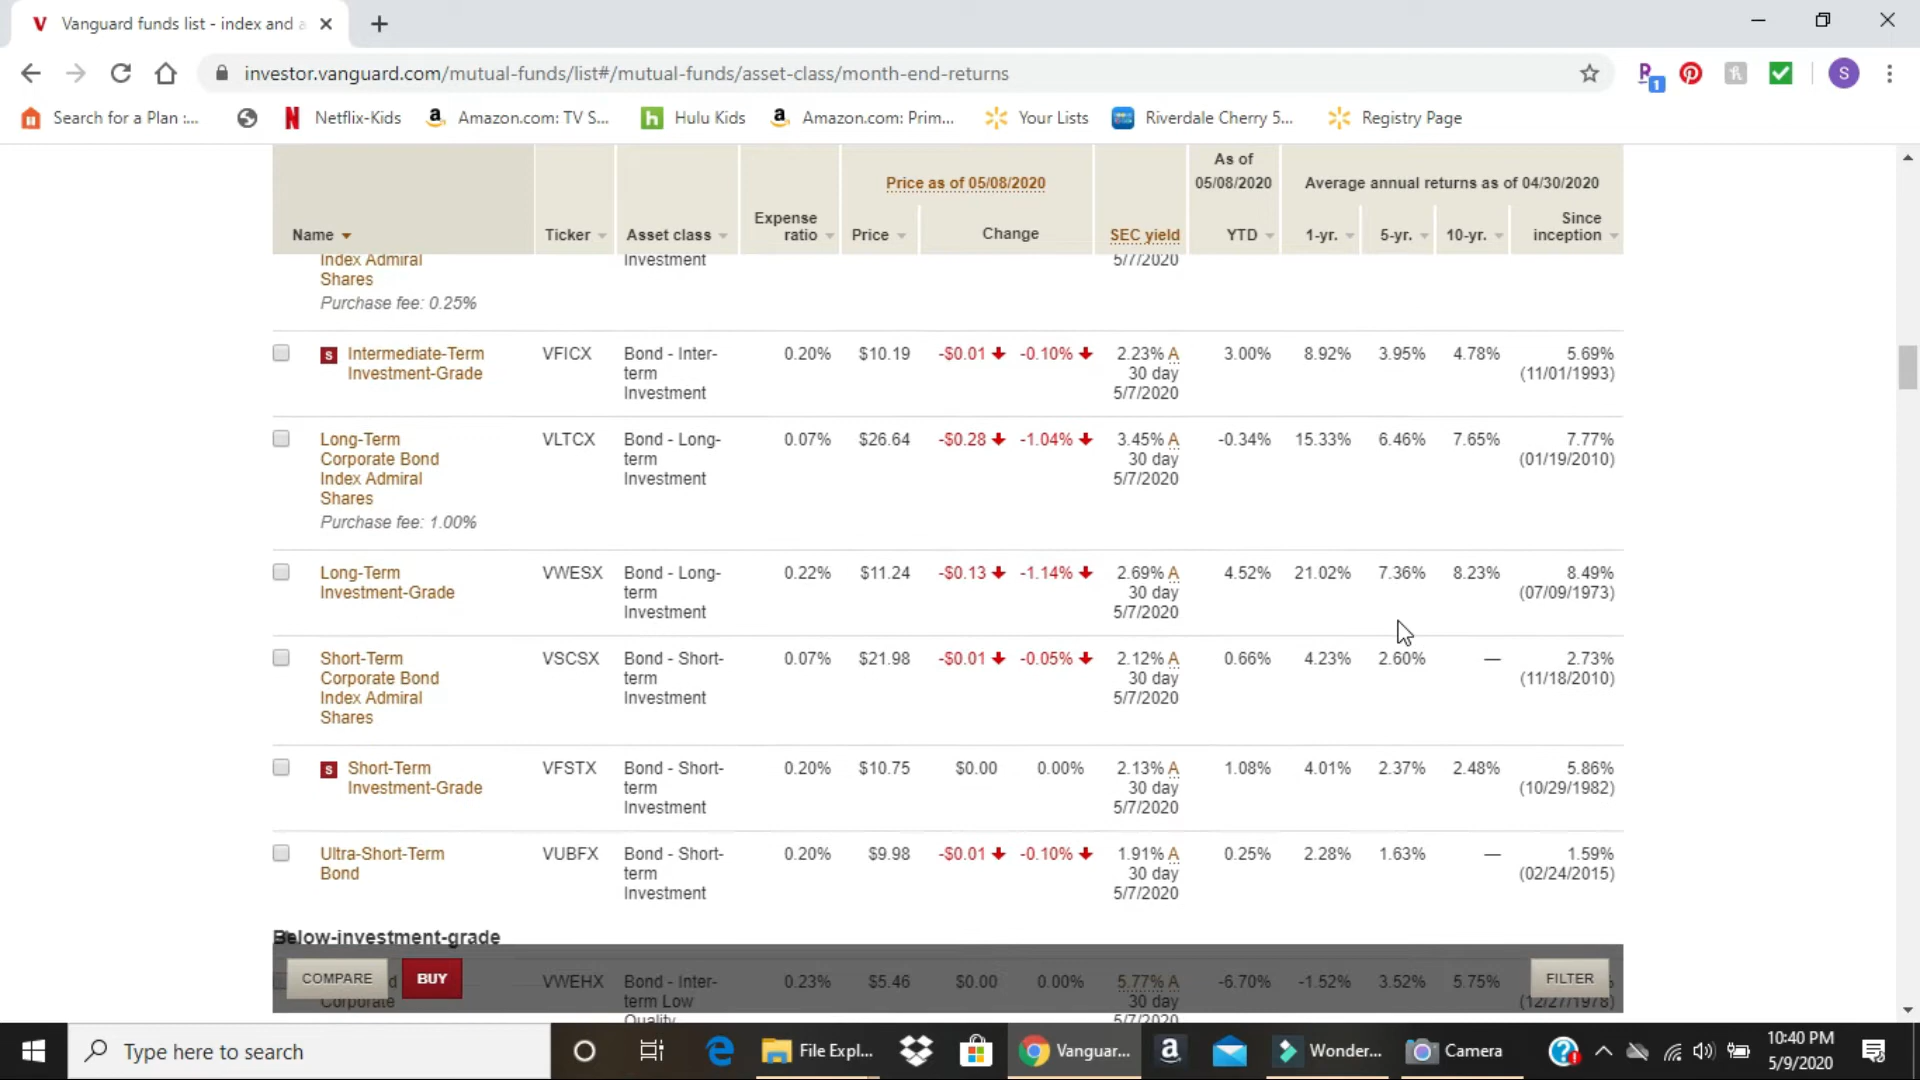 Vanguard funds list - index and a
investor.vanguard.com/mutual-funds/list#/mutual-funds/asset-class/month-end-returns
1
S
Search for a Plan :... Netflix-Kids Amazon.com: TV S... Hulu Kids Amazon.com: Prim... Your Lists Riverdale Cherry 5... Registry Page
Name Ticker Asset class Expense ratio Price as of 05/08/2020 Price Change SEC yield As of 05/08/2020 YTD Average annual returns as of 04/30/2020 1-yr. 5-yr. 10-yr. Since inception
Index Admiral Investment 5/7/2020
Shares
Purchase fee: 0.25%
S Intermediate-Term VFICX Bond - Inter- 0.20% $10.19 -$0.01 -0.10% 2.23% A 3.00% 8.92% 3.95% 4.78% 5.69%
Investment-Grade term 30 day (11/01/1993)
Investment 5/7/2020
Long-Term VLTCX Bond - Long- 0.07% $26.64 -$0.28 -1.04% 3.45% A -0.34% 15.33% 6.46% 7.65% 7.77%
Corporate Bond term 30 day (01/19/2010)
Index Admiral Investment 5/7/2020
Shares
Purchase fee: 1.00%
Long-Term VWESX Bond - Long- 0.22% $11.24 -$0.13 -1.14% 2.69% A 4.52% 21.02% 7.36% 8.23% 8.49%
Investment-Grade term 30 day (07/09/1973)
Investment 5/7/2020
Short-Term VSCSX Bond - Short- 0.07% $21.98 -$0.01 -0.05% 2.12% A 0.66% 4.23% 2.60% — 2.73%
Corporate Bond term 30 day (11/18/2010)
Index Admiral Investment 5/7/2020
Shares
S Short-Term VFSTX Bond - Short- 0.20% $10.75 $0.00 0.00% 2.13% A 1.08% 4.01% 2.37% 2.48% 5.86%
Investment-Grade term 30 day (10/29/1982)
Investment 5/7/2020
Ultra-Short-Term VUBFX Bond - Short- 0.20% $9.98 -$0.01 -0.10% 1.91% A 0.25% 2.28% 1.63% — 1.59%
Bond term 30 day (02/24/2015)
Investment 5/7/2020
Below-investment-grade
COMPARE BUY VWEHX Bond - Inter- 0.23% $5.46 $0.00 0.00% 5.77% A -6.70% -1.52% 3.52% 5.75% FILTER
Corporate term Low 30 day (12/27/1978)
Quality 5/7/2020
Type here to search File Expl... Vanguar... Wonder... Camera 10:40 PM
5/9/2020